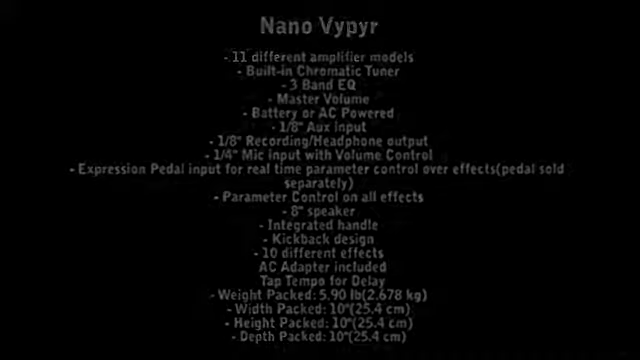 Nano Vypyr
- 11 different amplifier models
- Built-in Chromatic Tuner
- 3 Band EQ
- Master Volume
- Battery or AC Powered
- 1/8" Aux input
- 1/8" Recording/Headphone output
- 1/4" Mic input with Volume Control
- Expression Pedal input for real time parameter control over effects(pedal sold
separately)
- Parameter Control on all effects
- 8" speaker
- Integrated handle
- Kickback design
- 10 different effects
AC Adapter included
Tap Tempo for Delay
- Weight Packed: 5.90 lb(2.678 kg)
- Width Packed: 10"(25.4 cm)
- Height Packed: 10"(25.4 cm)
- Depth Packed: 10"(25.4 cm)